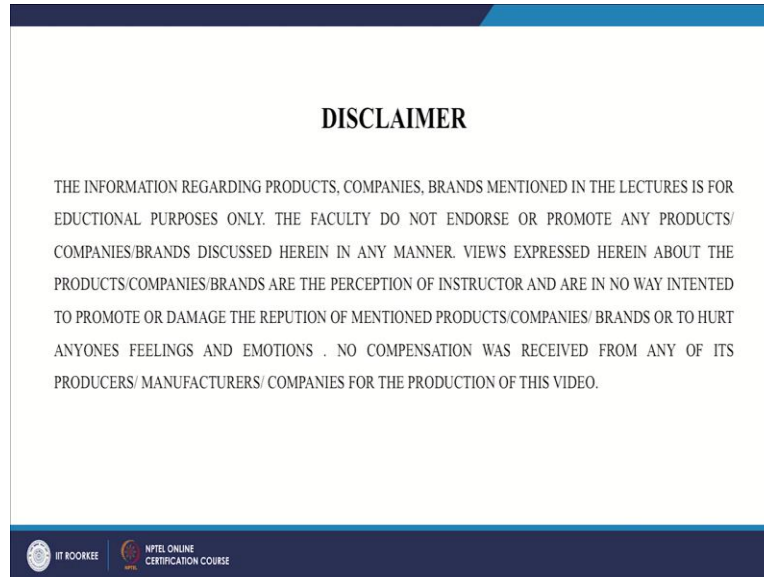 DISCLAIMER
THE INFORMATION REGARDING PRODUCTS, COMPANIES, BRANDS MENTIONED IN THE LECTURES IS FOR
EDUCTIONAL PURPOSES ONLY. THE FACULTY DO NOT ENDORSE OR PROMOTE ANY PRODUCTS/
COMPANIES/BRANDS DISCUSSED HEREIN IN ANY MANNER. VIEWS EXPRESSED HEREIN ABOUT THE
PRODUCTS/COMPANIES/BRANDS ARE THE PERCEPTION OF INSTRUCTOR AND ARE IN NO WAY INTENTED
TO PROMOTE OR DAMAGE THE REPUTION OF MENTIONED PRODUCTS/COMPANIES/ BRANDS OR TO HURT
ANYONES FEELINGS AND EMOTIONS . NO COMPENSATION WAS RECEIVED FROM ANY OF ITS
PRODUCERS/ MANUFACTURERS/ COMPANIES FOR THE PRODUCTION OF THIS VIDEO.
IIT ROORKEE
NPTEL
NPTEL ONLINE
CERTIFICATION COURSE